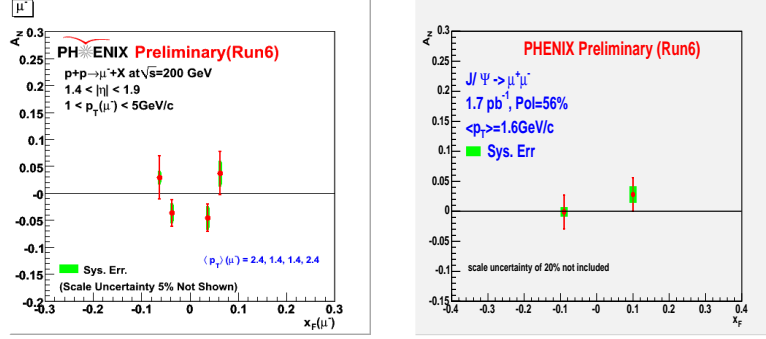 μ⁻
A_N
PHENIX Preliminary(Run6)
p+p→μ⁻+X at √s=200 GeV
1.4 < |η| < 1.9
1 < p_T(μ⁻) < 5GeV/c
0.3
0.25
0.2
0.15
0.1
0.05
-0
-0.05
-0.1
-0.15
-0.2
⟨p_T⟩(μ⁻) = 2.4, 1.4, 1.4, 2.4
Sys. Err.
(Scale Uncertainty 5% Not Shown)
-0.3 -0.2 -0.1 -0 0.1 0.2 0.3
x_F(μ⁻)
A_N
PHENIX Preliminary (Run6)
J/ Ψ -> μ⁺μ⁻
1.7 pb⁻¹, Pol=56%
<p_T>=1.6GeV/c
Sys. Err
0.3
0.25
0.2
0.15
0.1
0.05
0
-0.05
-0.1
-0.15
scale uncertainty of 20% not included
-0.4 -0.3 -0.2 -0.1 -0 0.1 0.2 0.3 0.4
x_F